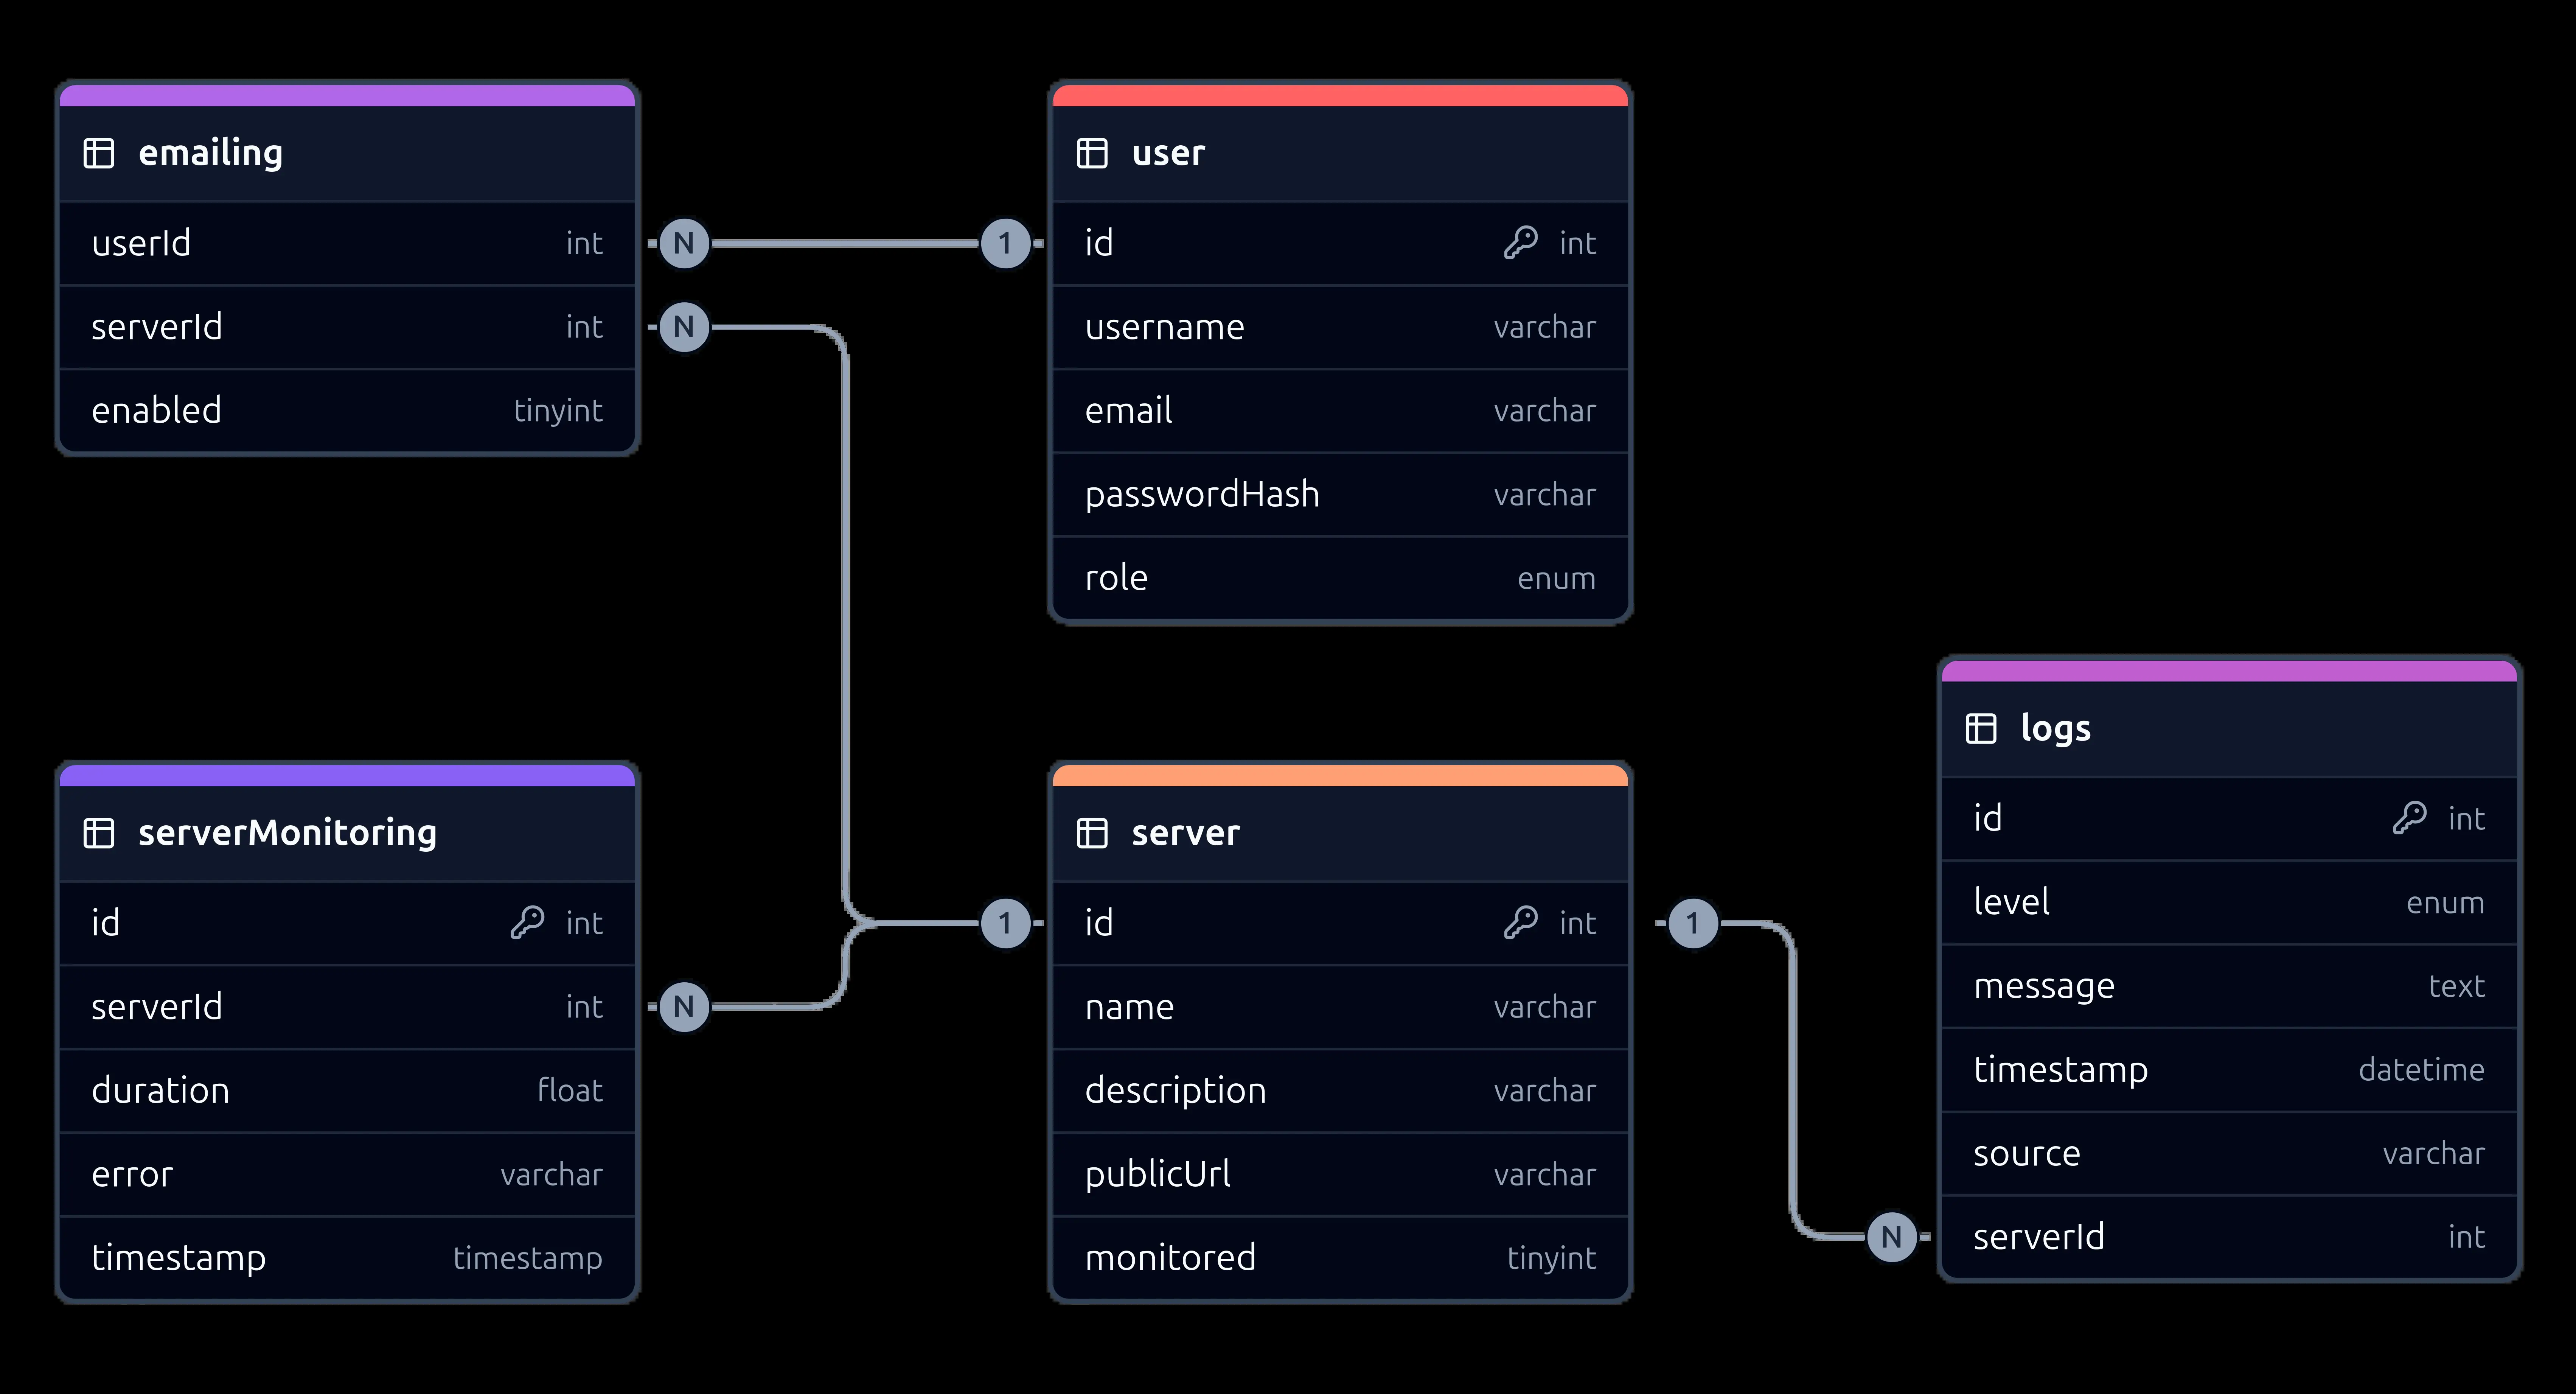 emailing
userId int
serverId int
enabled tinyint
N 1
N
user
id int
username varchar
email varchar
passwordHash varchar
role enum
serverMonitoring
id int
serverId int
duration float
error varchar
timestamp timestamp
1
N
server
id int
name varchar
description varchar
publicUrl varchar
monitored tinyint
1
N
logs
id int
level enum
message text
timestamp datetime
source varchar
serverId int